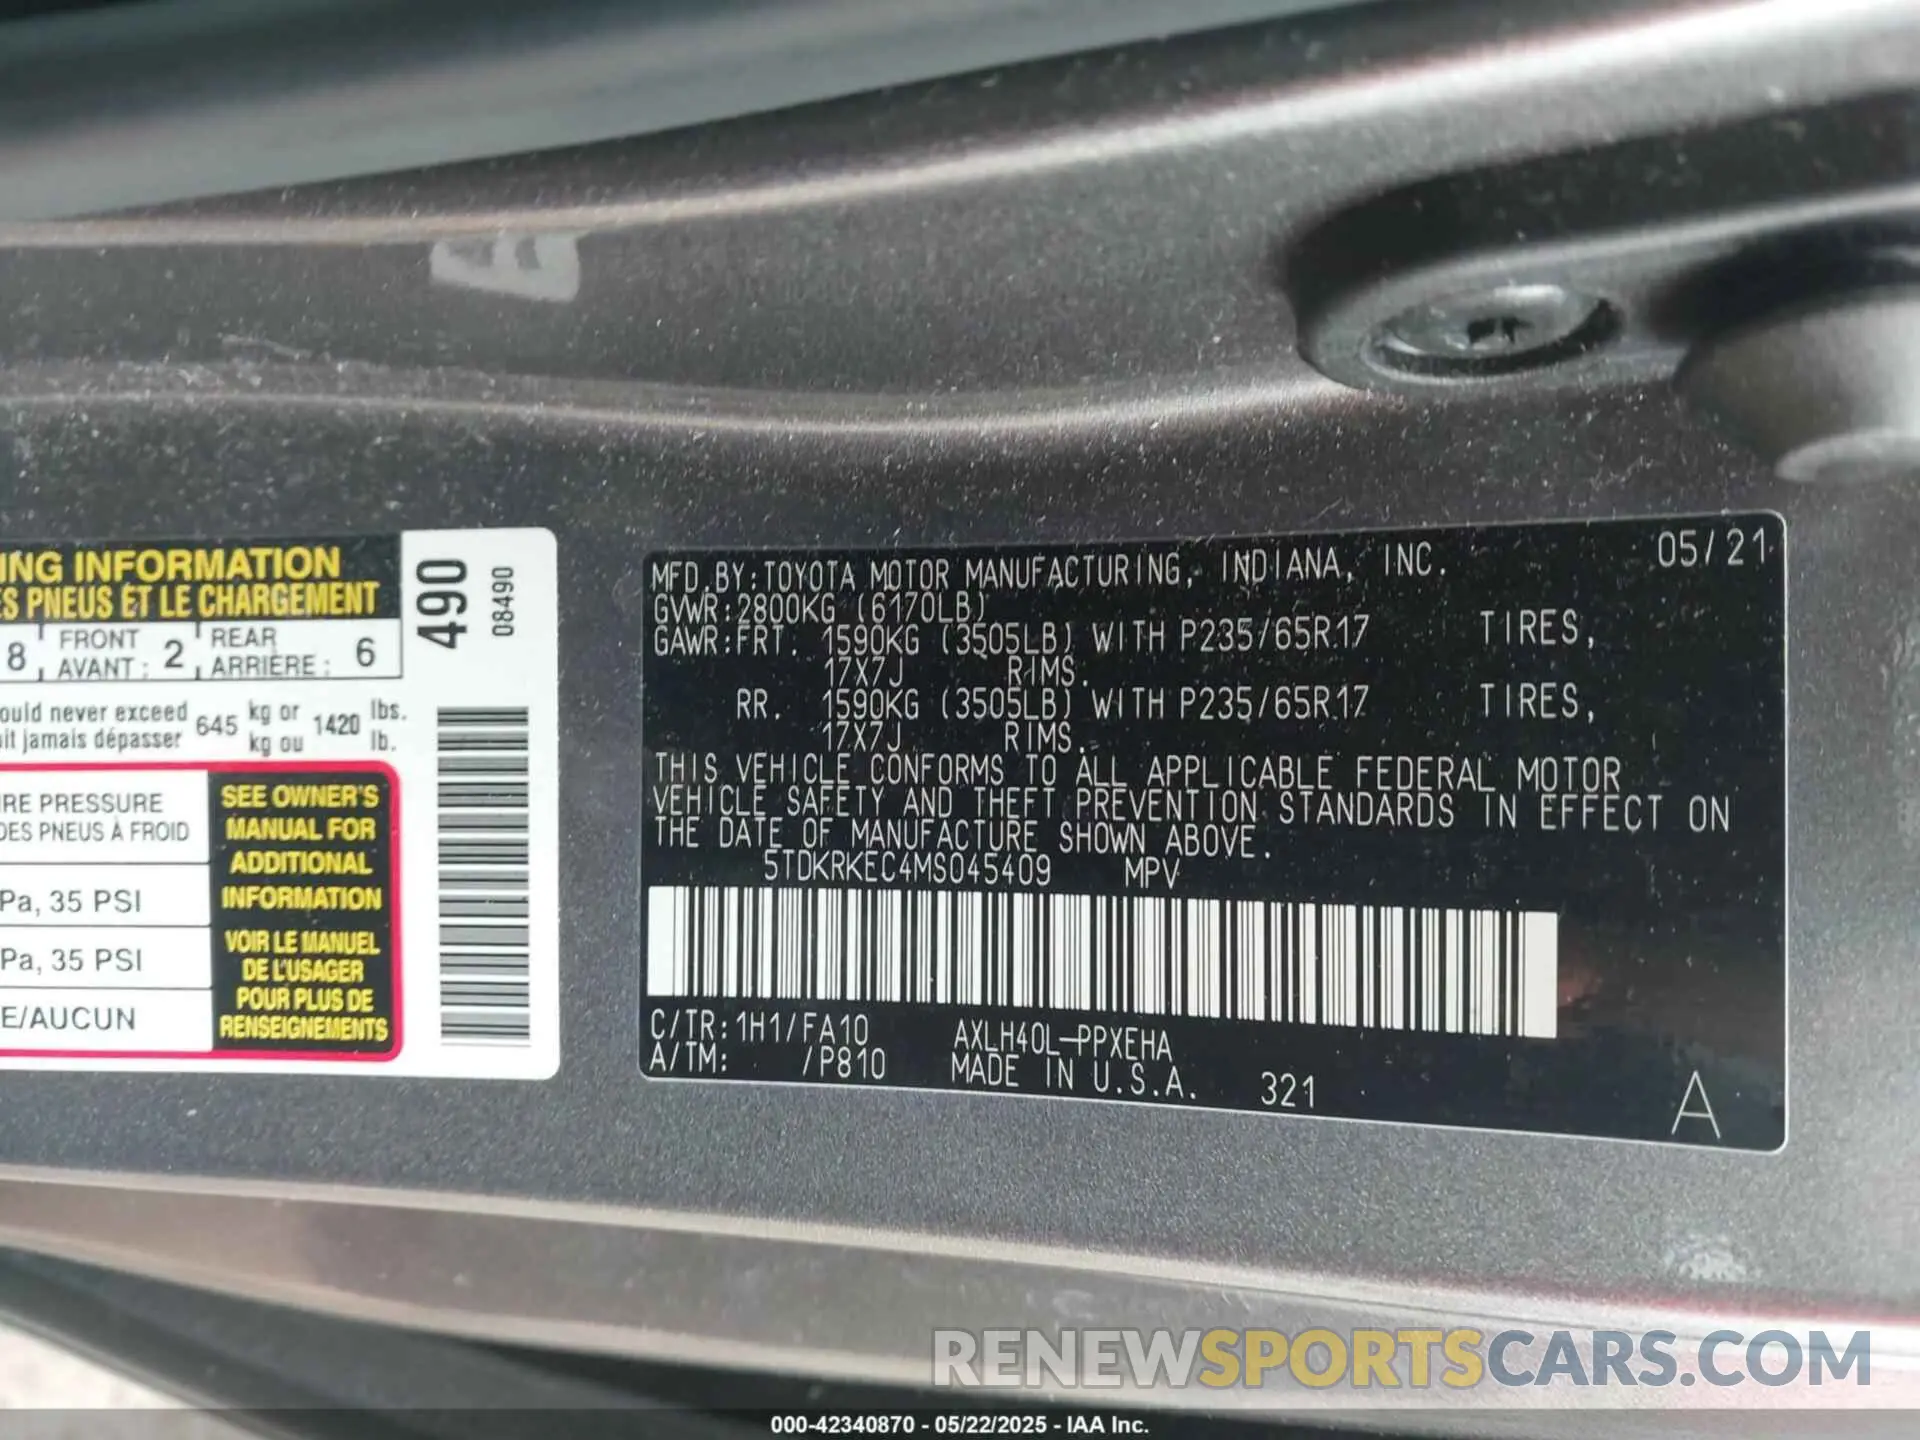 ING INFORMATION
ES PNEUS ET LE CHARGEMENT
8, FRONT AVANT : 2, REAR ARRIÈRE : 6
ould never exceed 645 kg or 1420 lbs.
it jamais dépasser kg ou lb.
IRE PRESSURE
DES PNEUS À FROID
Pa, 35 PSI
Pa, 35 PSI
E/AUCUN
SEE OWNER'S
MANUAL FOR
ADDITIONAL
INFORMATION
VOIR LE MANUEL
DE L'USAGER
POUR PLUS DE
RENSEIGNEMENTS
490
08490
MFD.BY:TOYOTA MOTOR MANUFACTURING, INDIANA, INC. 05/21
GVWR:2800KG (6170LB)
GAWR:FRT. 1590KG (3505LB) WITH P235/65R17 TIRES,
17X7J RIMS.
RR. 1590KG (3505LB) WITH P235/65R17 TIRES,
17X7J RIMS.
THIS VEHICLE CONFORMS TO ALL APPLICABLE FEDERAL MOTOR
VEHICLE SAFETY AND THEFT PREVENTION STANDARDS IN EFFECT ON
THE DATE OF MANUFACTURE SHOWN ABOVE.
5TDKRKEC4MS045409 MPV
C/TR:1H1/FA10 AXLH40L-PPXEHA
A/TM: /P810 MADE IN U.S.A. 321
A
RENEWSPORTSCARS.COM
000-42340870 - 05/22/2025 - IAA Inc.